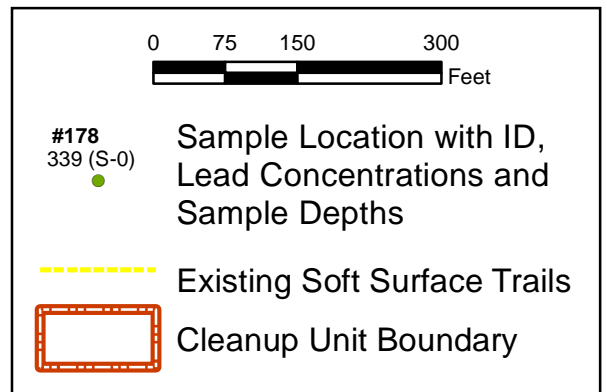 0 75 150 300
Feet
#178
339 (S-0)
Sample Location with ID,
Lead Concentrations and
Sample Depths
Existing Soft Surface Trails
Cleanup Unit Boundary